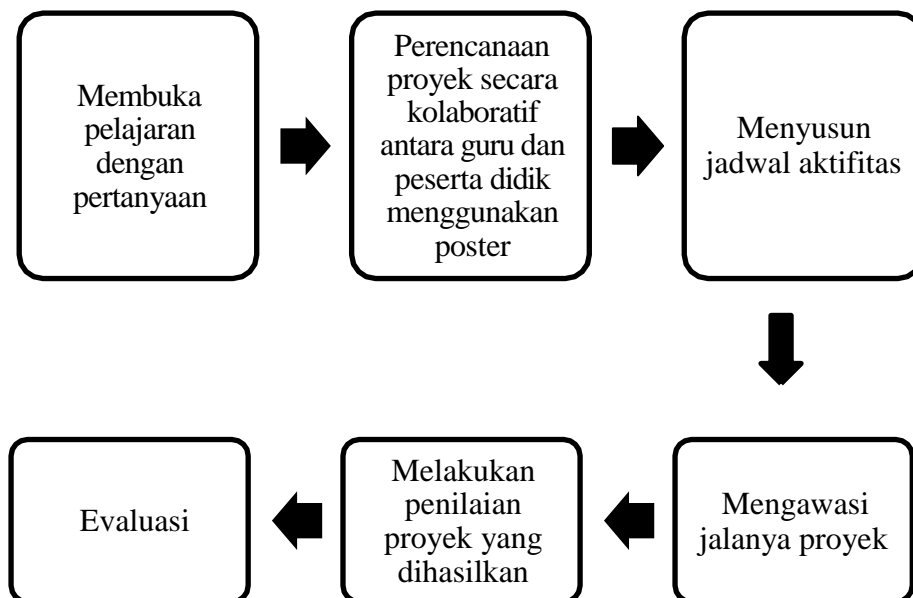 Membuka
pelajaran
dengan
pertanyaan
Perencanaan
proyek secara
kolaboratif
antara guru dan
peserta didik
menggunakan
poster
Menyusun
jadwal aktifitas
Mengawasi
jalanya proyek
Melakukan
penilaian
proyek yang
dihasilkan
Evaluasi